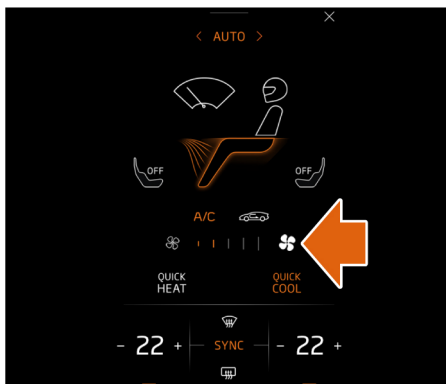 < AUTO >
OFF
OFF
A/C
QUICK
HEAT
QUICK
COOL
- 22 +
SYNC
- 22 +